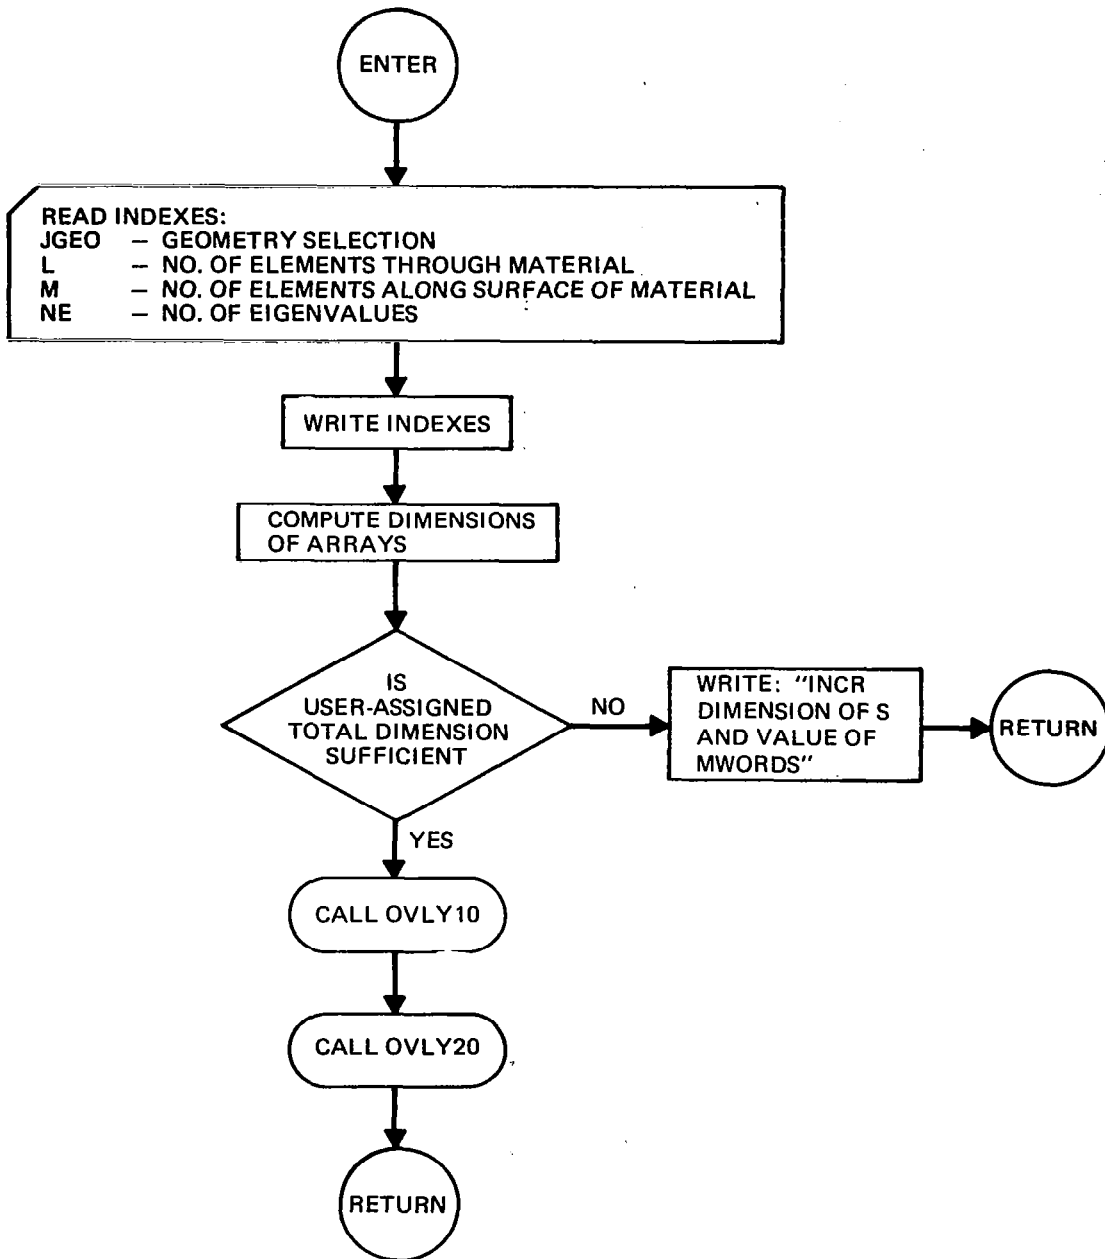 ENTER
READ INDEXES:
JGEO – GEOMETRY SELECTION
L – NO. OF ELEMENTS THROUGH MATERIAL
M – NO. OF ELEMENTS ALONG SURFACE OF MATERIAL
NE – NO. OF EIGENVALUES
WRITE INDEXES
COMPUTE DIMENSIONS
OF ARRAYS
IS
USER-ASSIGNED
TOTAL DIMENSION
SUFFICIENT
NO
WRITE: "INCR
DIMENSION OF S
AND VALUE OF
MWORDS"
RETURN
YES
CALL OVLY10
CALL OVLY20
RETURN